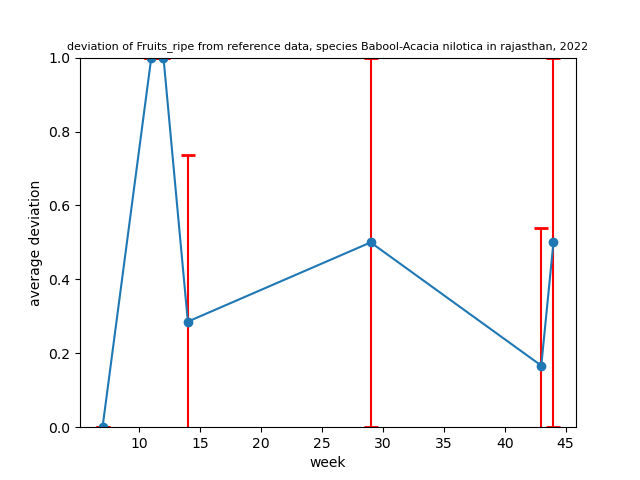 deviation of Fruits_ripe from reference data, species Babool-Acacia nilotica in rajasthan, 2022
1.0
0.8
0.6
0.4
0.2
0.0
average deviation
10 15 20 25 30 35 40 45
week